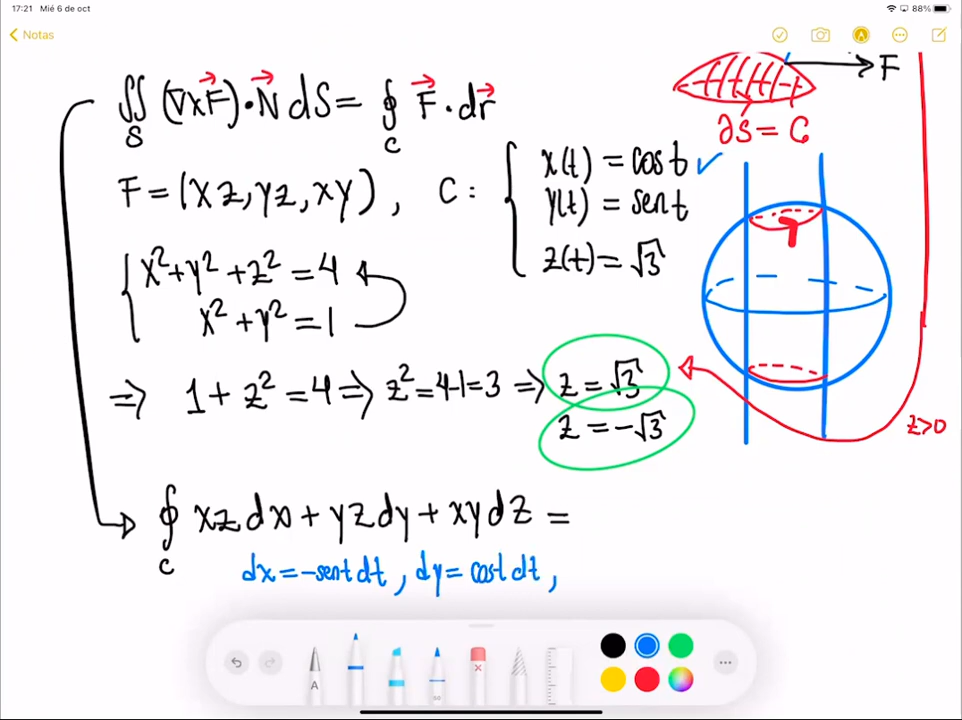 17:21 Mié 6 de oct 88%
Notas
∬_S (∇×F⃗)·N⃗ dS = ∮_C F⃗·dr⃗
F
∂S = C
F = (xz, yz, xy), C: { x(t) = cos t ✓
y(t) = sen t
z(t) = √3
{ x²+y²+z² = 4
x²+y² = 1
⇒ 1+z² = 4 ⇒ z² = 4-1 = 3 ⇒ z = √3
z = -√3
z>0
∮_C xz dx + yz dy + xy dz =
dx = -sent dt, dy = cost dt,
A